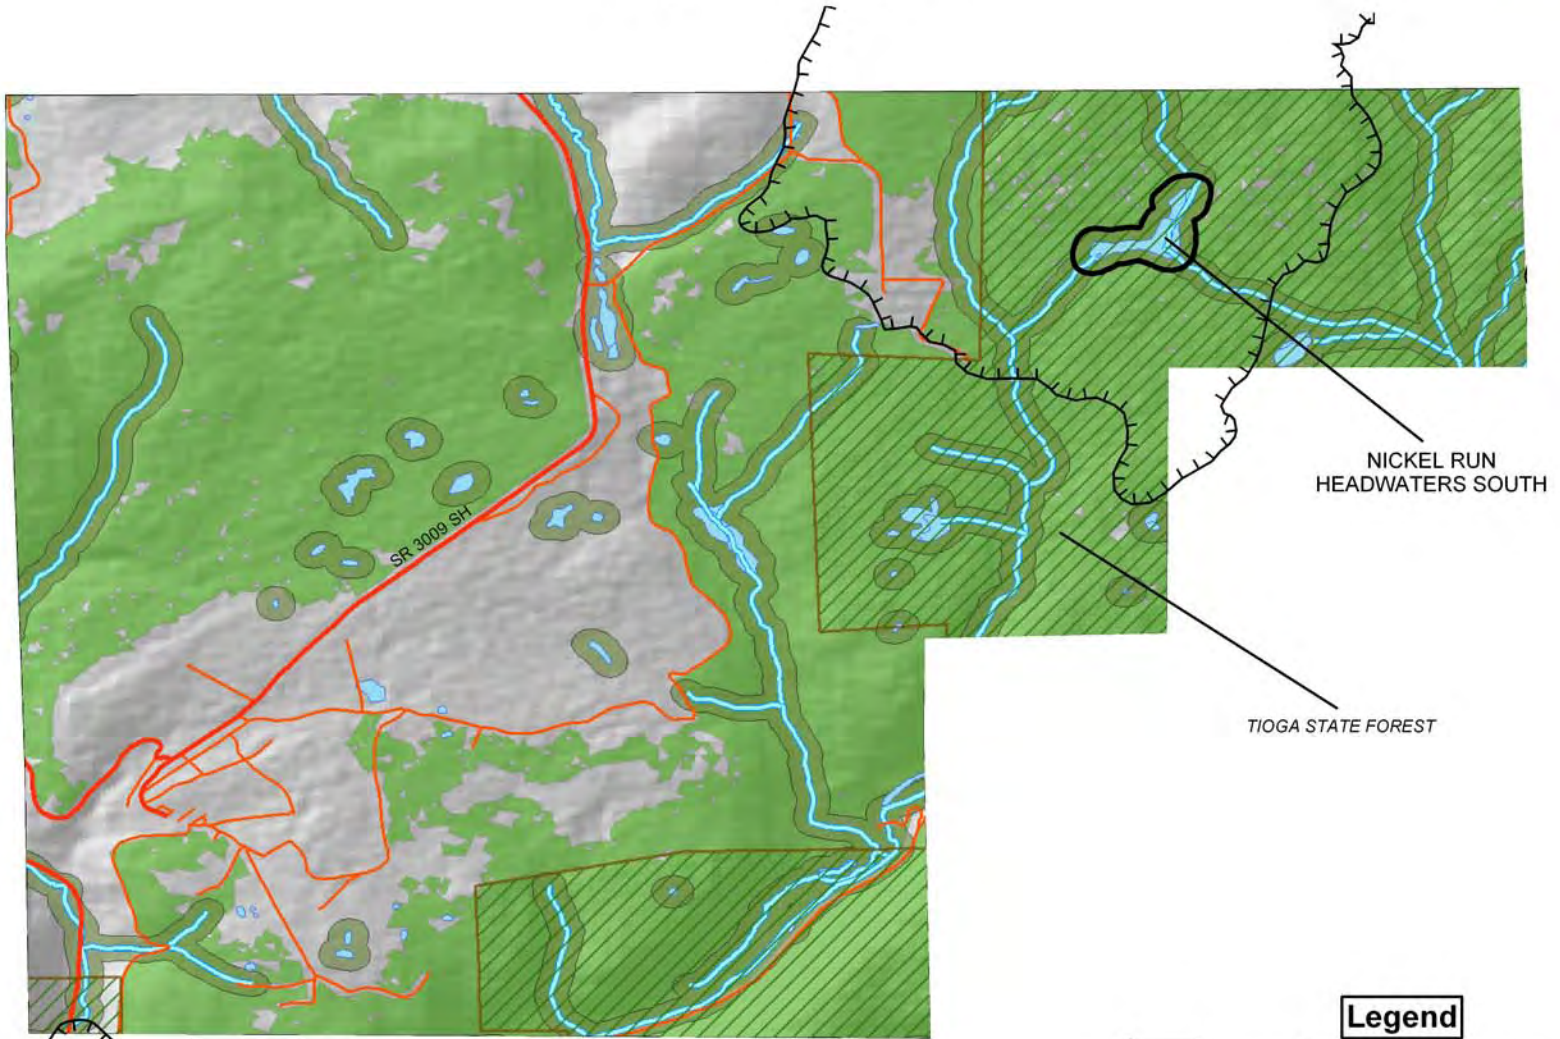 NICKEL RUN
HEADWATERS SOUTH
SR 3009 SH
TIOGA STATE FOREST
Legend